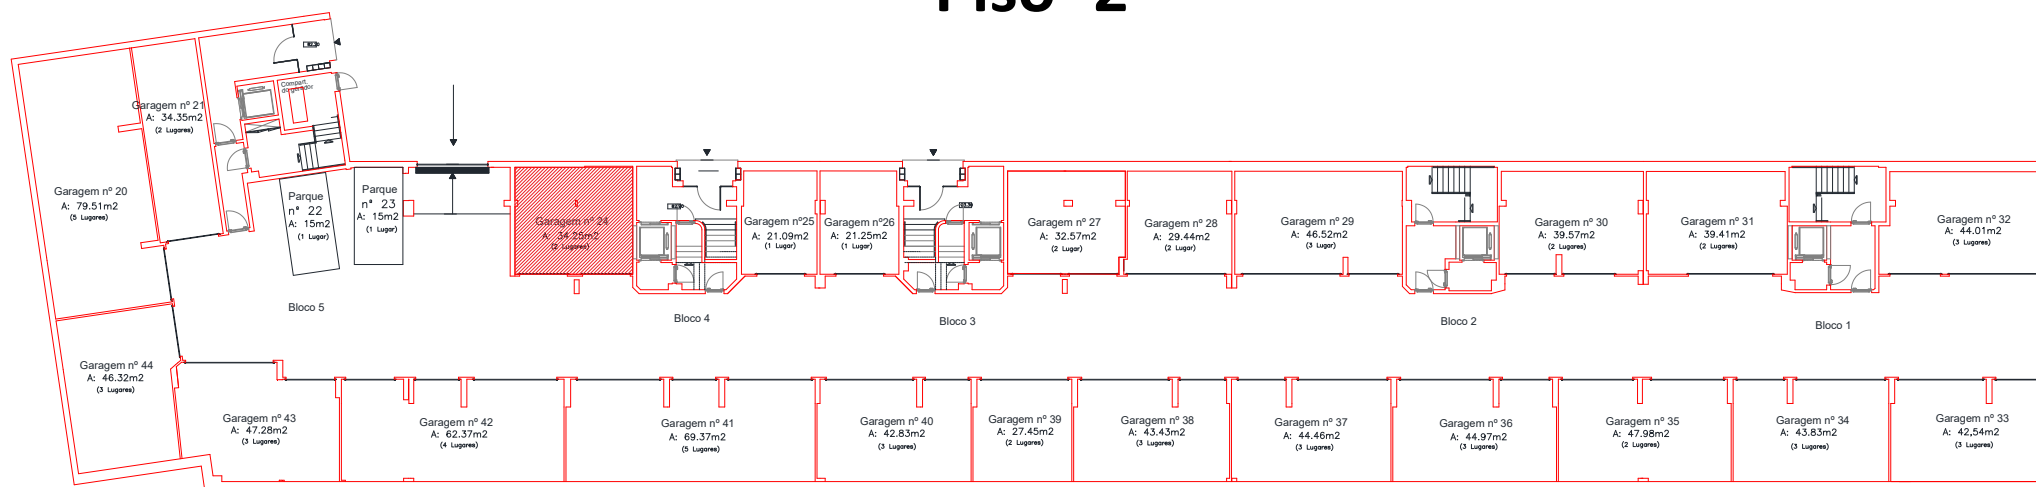 Piso -2
Compart.
do gerador
Garagem nº 21
A: 34.35m2
(2 Lugares)
Garagem nº 20
A: 79.51m2
(5 Lugares)
Parque
nº 22
A: 15m2
(1 Lugar)
Parque
nº 23
A: 15m2
(1 Lugar)
Garagem nº 24
A: 34.25m2
(2 Lugares)
Garagem nº25
A: 21.09m2
(1 Lugar)
Garagem nº26
A: 21.25m2
(1 Lugar)
Garagem nº 27
A: 32.57m2
(2 Lugar)
Garagem nº 28
A: 29.44m2
(2 Lugar)
Garagem nº 29
A: 46.52m2
(3 Lugar)
Garagem nº 30
A: 39.57m2
(2 Lugares)
Garagem nº 31
A: 39.41m2
(2 Lugares)
Garagem nº 32
A: 44.01m2
(3 Lugares)
Bloco 5
Bloco 4
Bloco 3
Bloco 2
Bloco 1
Garagem nº 44
A: 46.32m2
(3 Lugares)
Garagem nº 43
A: 47.28m2
(3 Lugares)
Garagem nº 42
A: 62.37m2
(4 Lugares)
Garagem nº 41
A: 69.37m2
(5 Lugares)
Garagem nº 40
A: 42.83m2
(3 Lugares)
Garagem nº 39
A: 27.45m2
(2 Lugares)
Garagem nº 38
A: 43.43m2
(3 Lugares)
Garagem nº 37
A: 44.46m2
(3 Lugares)
Garagem nº 36
A: 44.97m2
(3 Lugares)
Garagem nº 35
A: 47.98m2
(2 Lugares)
Garagem nº 34
A: 43.83m2
(3 Lugares)
Garagem nº 33
A: 42,54m2
(3 Lugares)